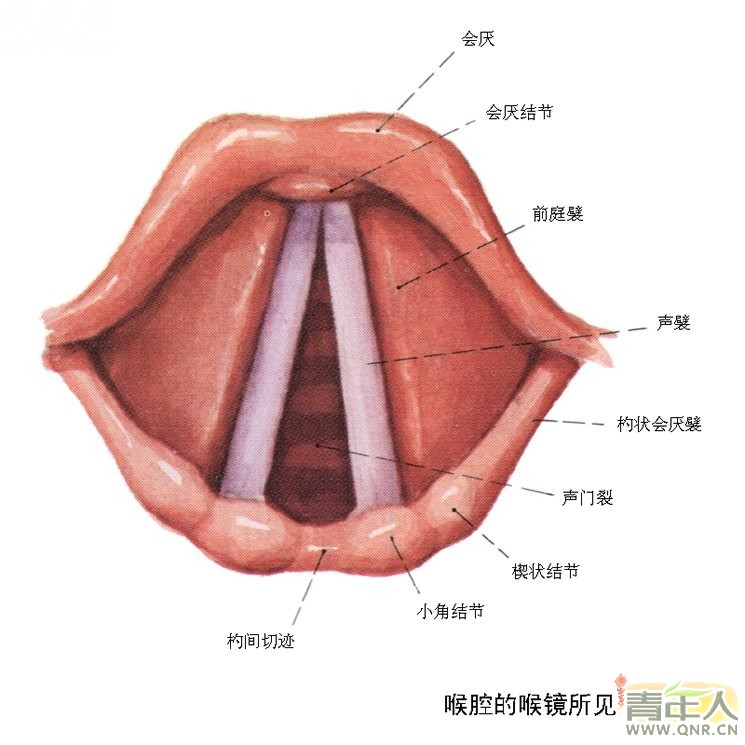 会厌
会厌结节
前庭襞
声襞
杓状会厌襞
声门裂
楔状结节
小角结节
杓间切迹
喉腔的喉镜所见
青年人
WWW.QNR.CN